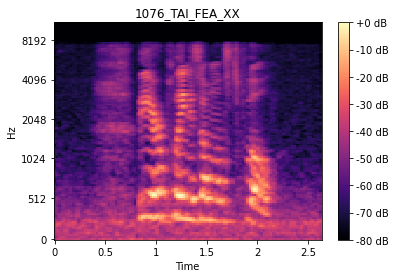 1076_TAI_FEA_XX
+0 dB
8192
-10 dB
4096
-20 dB
-30 dB
2048
Hz
-40 dB
1024
-50 dB
512
-60 dB
-70 dB
0
-80 dB
0 0.5 1 1.5 2 2.5
Time